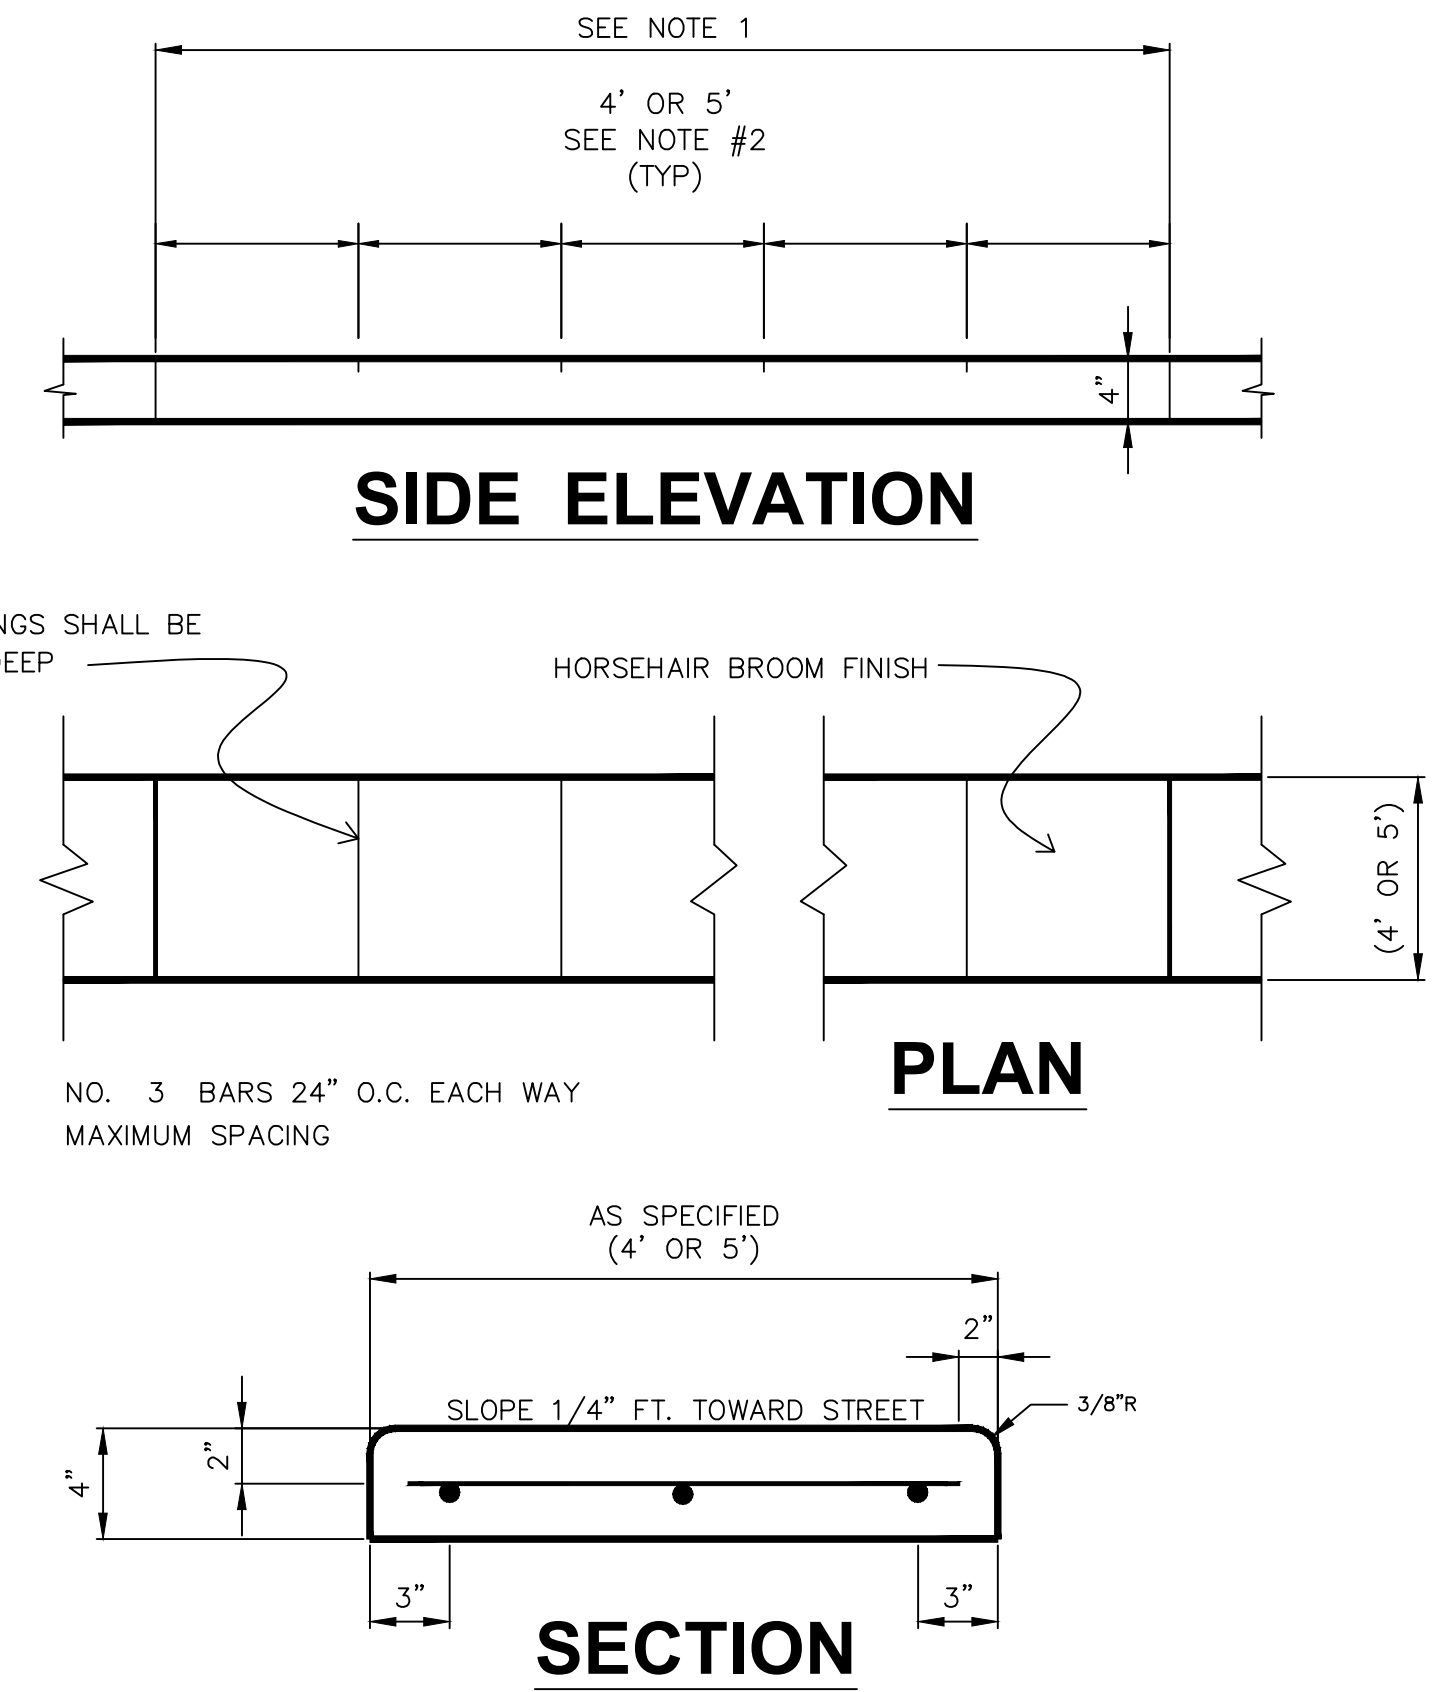 SEE NOTE 1
4' OR 5'
SEE NOTE #2
(TYP)
4"
SIDE ELEVATION
SHALL BE
HORSEHAIR BROOM FINISH
(4' OR 5')
PLAN
NO. 3 BARS 24" O.C. EACH WAY
MAXIMUM SPACING
AS SPECIFIED
(4' OR 5')
2"
SLOPE 1/4" FT. TOWARD STREET
3/8"R
4"
2"
3"
3"
SECTION